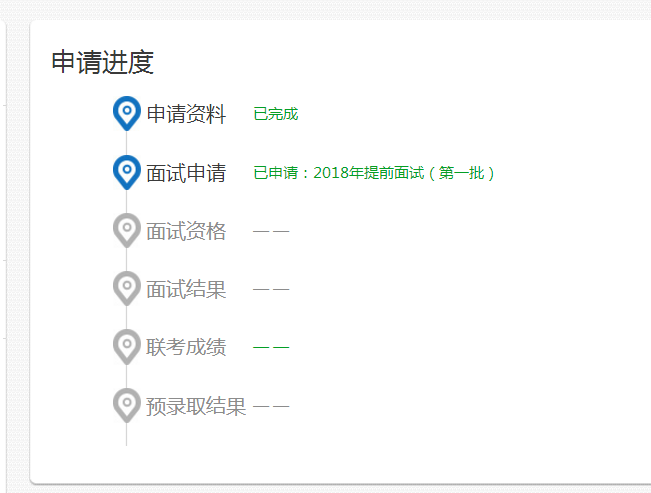 申请进度
申请资料 已完成
面试申请 已申请：2018年提前面试（第一批）
面试资格 ——
面试结果 ——
联考成绩 ——
预录取结果 ——